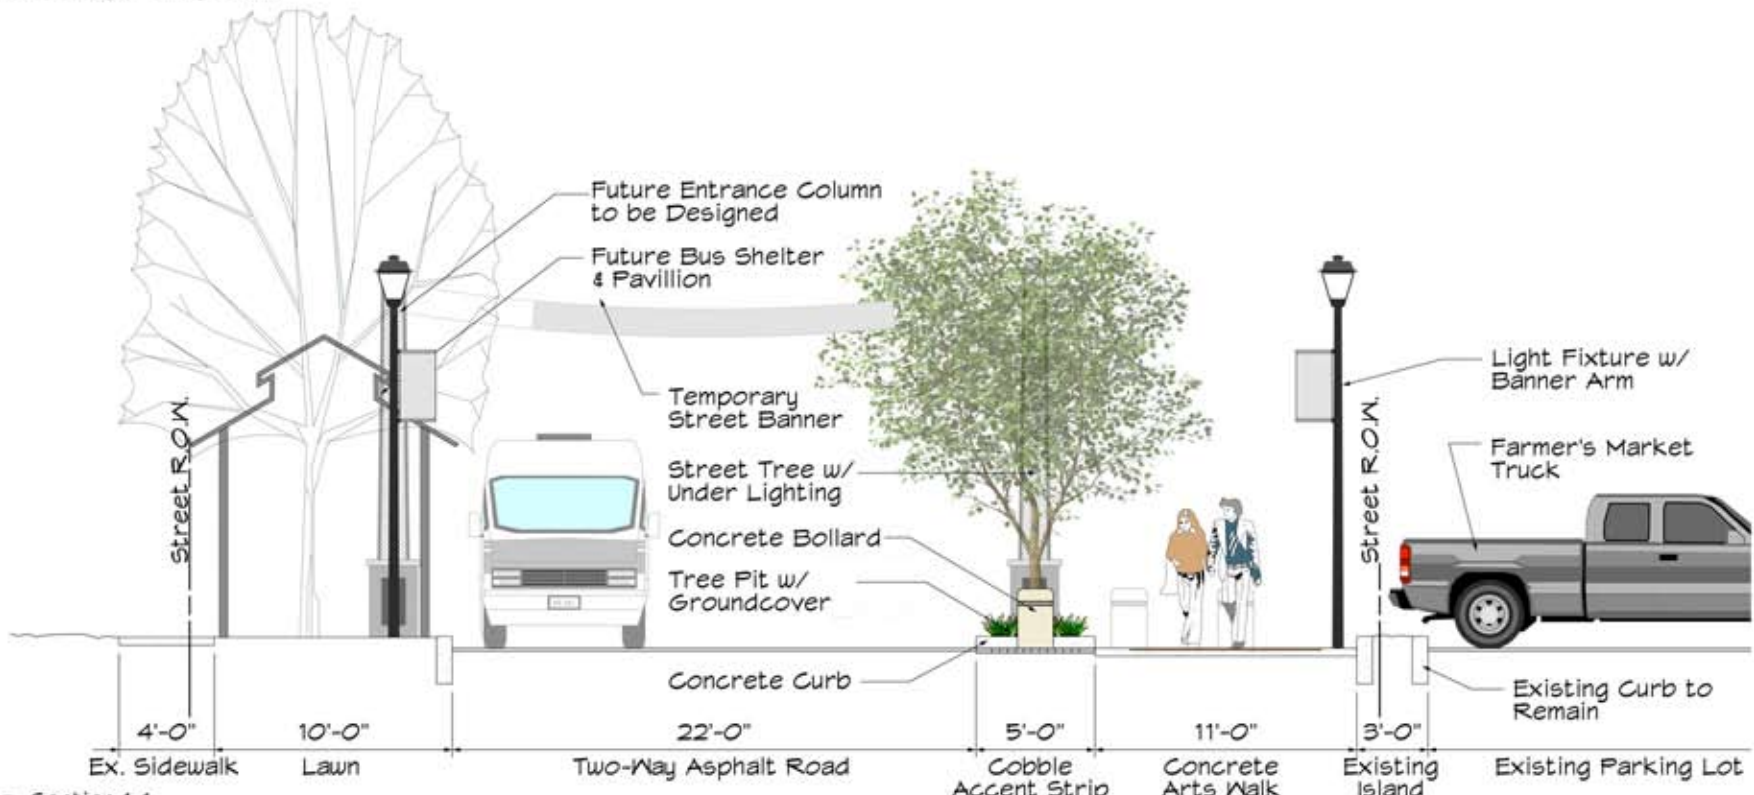 Future Entrance Column
to be Designed
Future Bus Shelter
& Pavillion
Temporary
Street Banner
Street Tree w/
Under Lighting
Concrete Bollard
Tree Pit w/
Groundcover
Concrete Curb
Light Fixture w/
Banner Arm
Farmer's Market
Truck
Existing Curb to
Remain
Street R.O.W.
Street R.O.W.
4'-0"
10'-0"
22'-0"
5'-0"
11'-0"
3'-0"
Ex. Sidewalk
Lawn
Two-Way Asphalt Road
Cobble
Accent Strip
Concrete
Arts Walk
Existing
Island
Existing Parking Lot